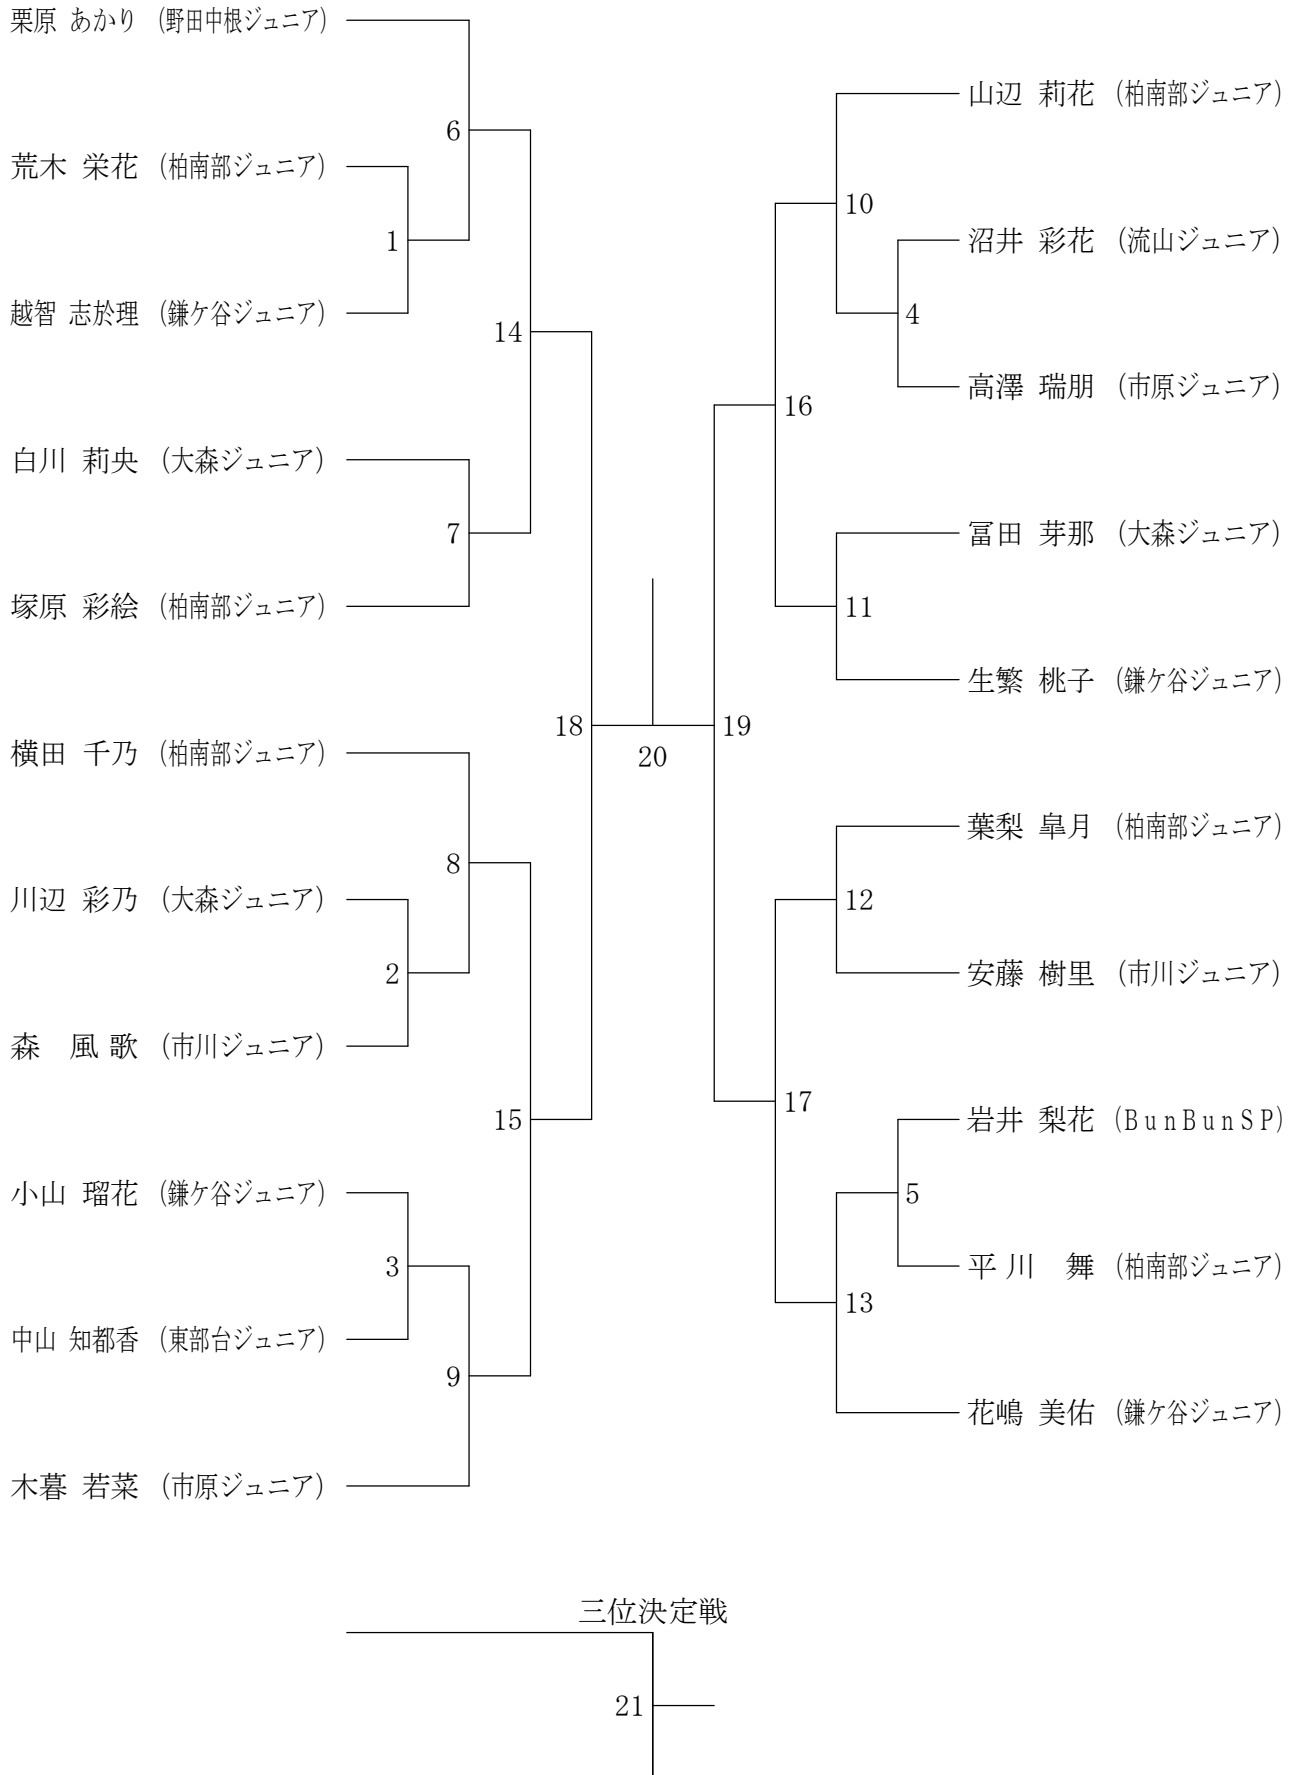 栗原 あかり (野田中根ジュニア)
荒木 栄花 (柏南部ジュニア)
越智 志於理 (鎌ケ谷ジュニア)
白川 莉央 (大森ジュニア)
塚原 彩絵 (柏南部ジュニア)
横田 千乃 (柏南部ジュニア)
川辺 彩乃 (大森ジュニア)
森 風歌 (市川ジュニア)
小山 瑠花 (鎌ケ谷ジュニア)
中山 知都香 (東部台ジュニア)
木暮 若菜 (市原ジュニア)
1
2
3
6
7
8
9
14
15
18
20
19
16
17
10
11
12
13
4
5
山辺 莉花 (柏南部ジュニア)
沼井 彩花 (流山ジュニア)
高澤 瑞朋 (市原ジュニア)
冨田 芽那 (大森ジュニア)
生繁 桃子 (鎌ケ谷ジュニア)
葉梨 皐月 (柏南部ジュニア)
安藤 樹里 (市川ジュニア)
岩井 梨花 (BunBunSP)
平川 舞 (柏南部ジュニア)
花嶋 美佑 (鎌ケ谷ジュニア)
三位決定戦
21